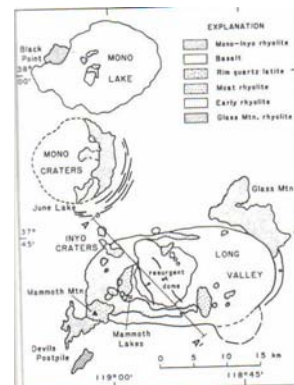 EXPLANATION
Mono-Inyo rhyolite
Basalt
Rim quartz latite
Moat rhyolite
Early rhyolite
Glass Mtn. rhyolite
Black
Point
38°
00'
MONO
LAKE
MONO
CRATERS
June Lake
37°
45'
INYO
CRATERS
Glass Mtn
LONG
VALLEY
resurgent
dome
Mammoth Mtn.
Mammoth
Lakes
Devils
Postpile
0 5 10 15 km
119°00'
118°45'